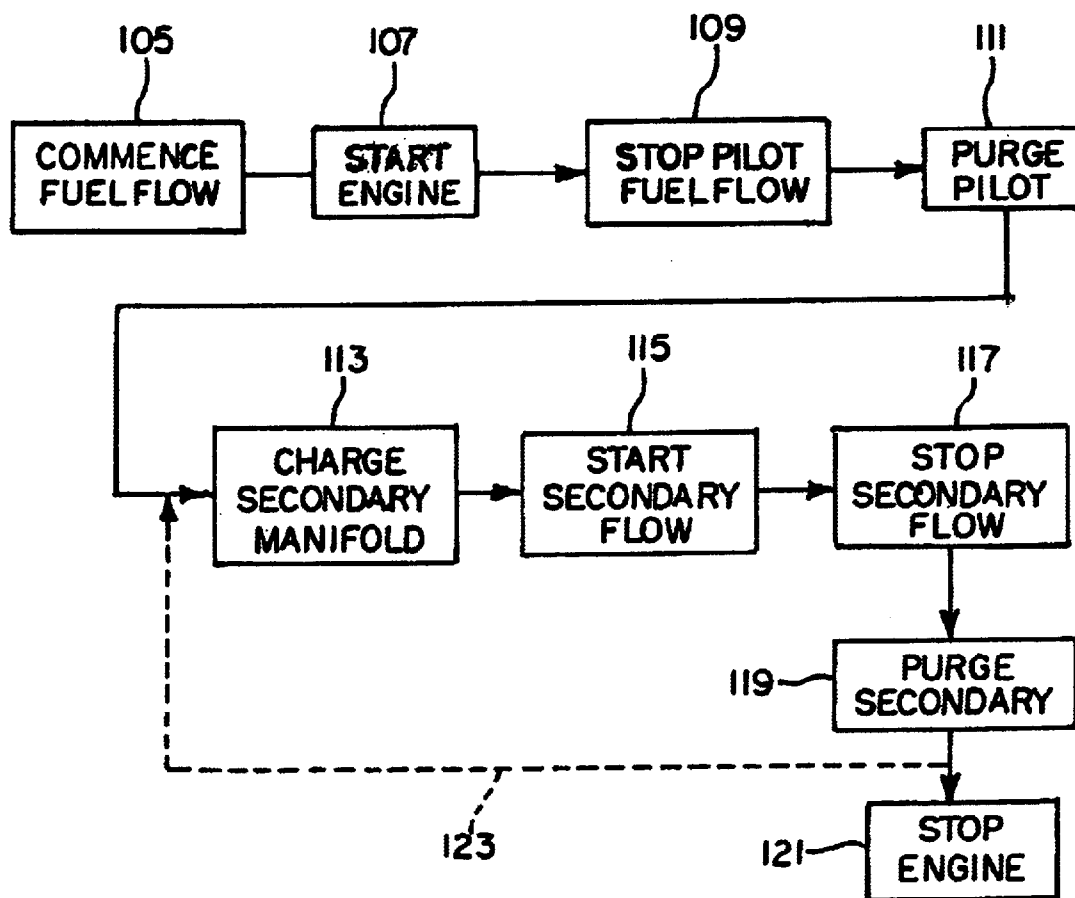 105
107
109
111
COMMENCE
FUEL FLOW
START
ENGINE
STOP PILOT
FUEL FLOW
PURGE
PILOT
113
115
117
CHARGE
SECONDARY
MANIFOLD
START
SECONDARY
FLOW
STOP
SECONDARY
FLOW
119
PURGE
SECONDARY
123
121
STOP
ENGINE